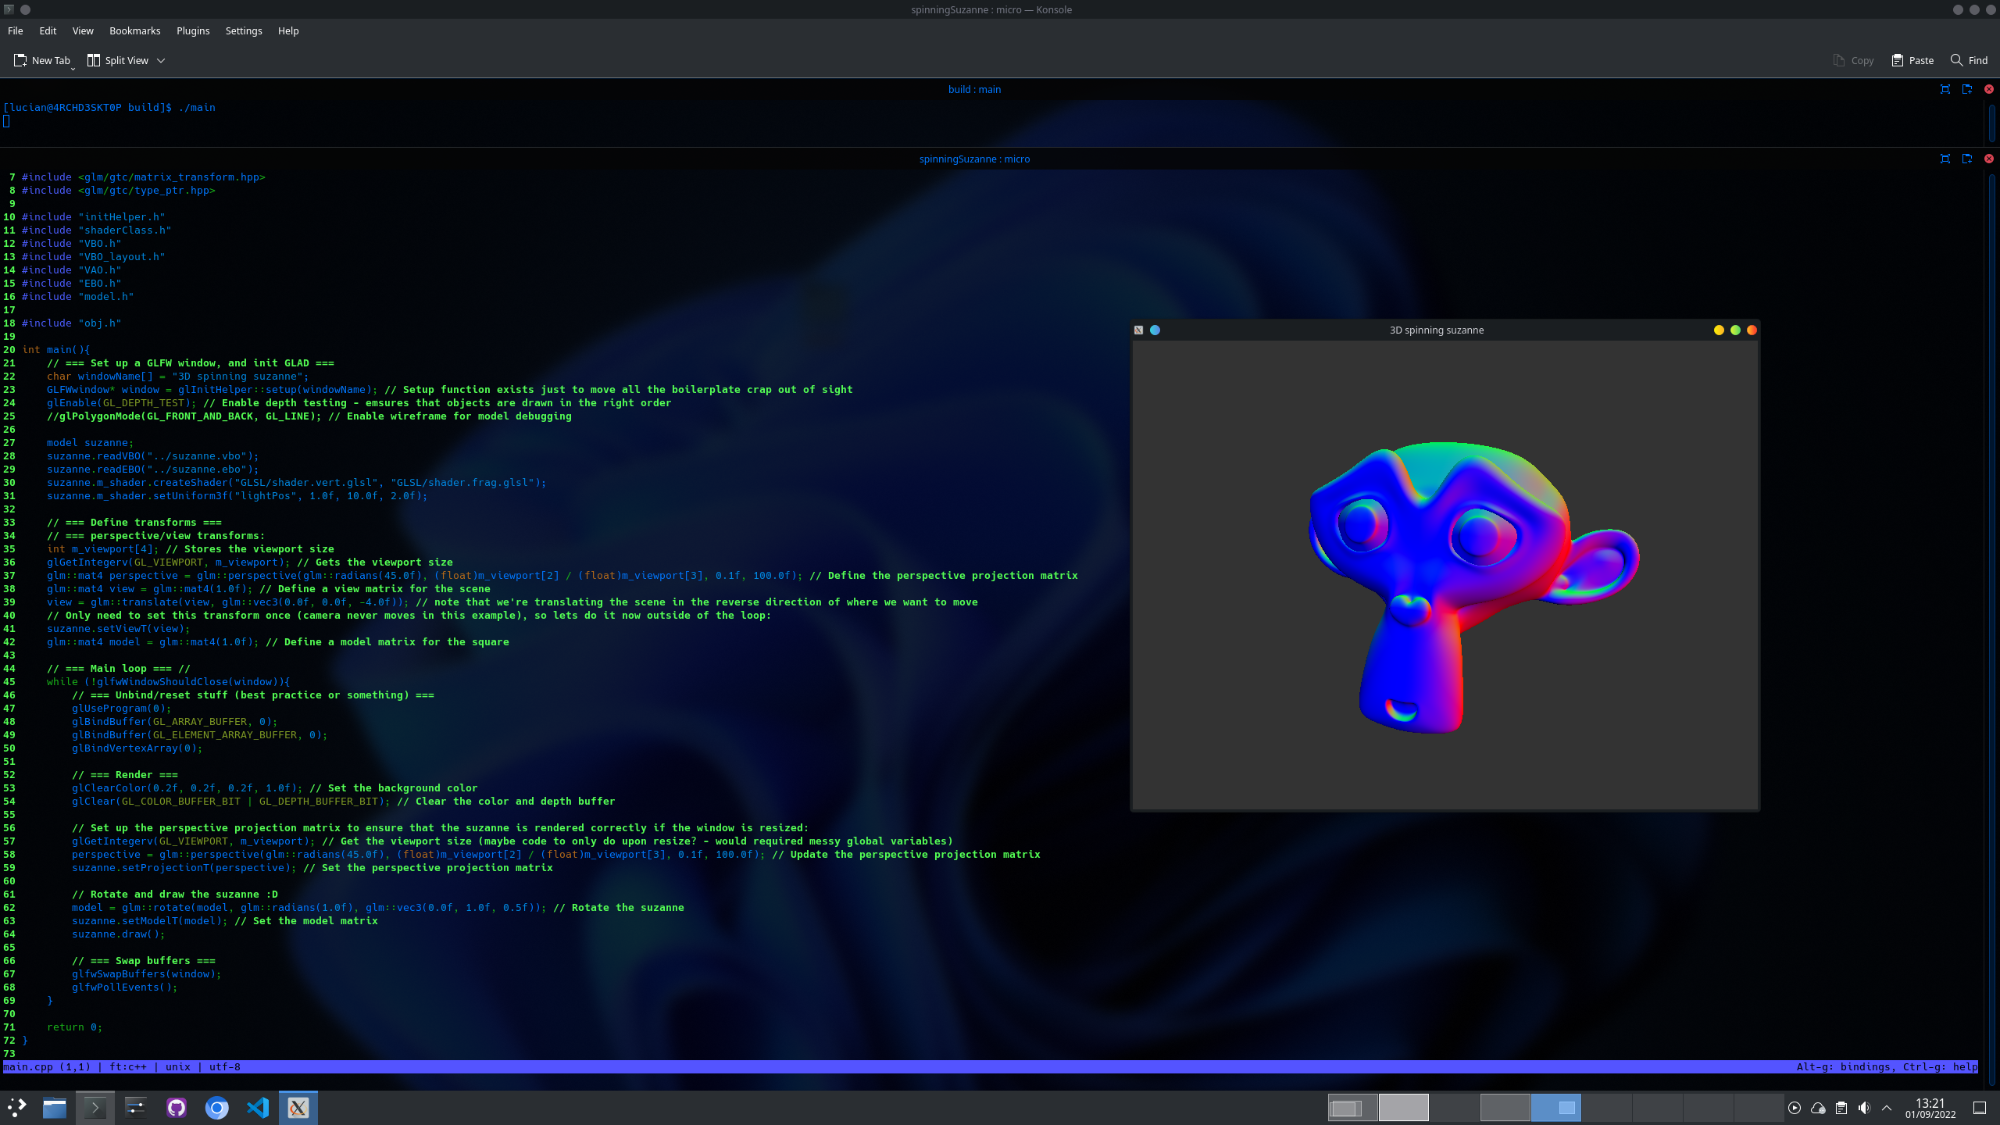 spinningSuzanne : micro — Konsole
File Edit View Bookmarks Plugins Settings Help
New Tab Split View Copy Paste Find
build : main
[lucian@4RCHD3SKT0P build]$ ./main
spinningSuzanne : micro
7 #include <glm/gtc/matrix_transform.hpp>
8 #include <glm/gtc/type_ptr.hpp>
9
10 #include "initHelper.h"
11 #include "shaderClass.h"
12 #include "VBO.h"
13 #include "VBO_layout.h"
14 #include "VAO.h"
15 #include "EBO.h"
16 #include "model.h"
17
18 #include "obj.h"
19
20 int main(){
21     // === Set up a GLFW window, and init GLAD ===
22     char windowName[] = "3D spinning suzanne";
23     GLFWwindow* window = glInitHelper::setup(windowName); // Setup function exists just to move all the boilerplate crap out of sight
24     glEnable(GL_DEPTH_TEST); // Enable depth testing - emsures that objects are drawn in the right order
25     //glPolygonMode(GL_FRONT_AND_BACK, GL_LINE); // Enable wireframe for model debugging
26
27     model suzanne;
28     suzanne.readVBO("../suzanne.vbo");
29     suzanne.readEBO("../suzanne.ebo");
30     suzanne.m_shader.createShader("GLSL/shader.vert.glsl", "GLSL/shader.frag.glsl");
31     suzanne.m_shader.setUniform3f("lightPos", 1.0f, 10.0f, 2.0f);
32
33     // === Define transforms ===
34     // === perspective/view transforms:
35     int m_viewport[4]; // Stores the viewport size
36     glGetIntegerv(GL_VIEWPORT, m_viewport); // Gets the viewport size
37     glm::mat4 perspective = glm::perspective(glm::radians(45.0f), (float)m_viewport[2] / (float)m_viewport[3], 0.1f, 100.0f); // Define the perspective projection matrix
38     glm::mat4 view = glm::mat4(1.0f); // Define a view matrix for the scene
39     view = glm::translate(view, glm::vec3(0.0f, 0.0f, -4.0f)); // note that we're translating the scene in the reverse direction of where we want to move
40     // Only need to set this transform once (camera never moves in this example), so lets do it now outside of the loop:
41     suzanne.setViewT(view);
42     glm::mat4 model = glm::mat4(1.0f); // Define a model matrix for the square
43
44     // === Main loop === //
45     while (!glfwWindowShouldClose(window)){
46         // === Unbind/reset stuff (best practice or something) ===
47         glUseProgram(0);
48         glBindBuffer(GL_ARRAY_BUFFER, 0);
49         glBindBuffer(GL_ELEMENT_ARRAY_BUFFER, 0);
50         glBindVertexArray(0);
51
52         // === Render ===
53         glClearColor(0.2f, 0.2f, 0.2f, 1.0f); // Set the background color
54         glClear(GL_COLOR_BUFFER_BIT | GL_DEPTH_BUFFER_BIT); // Clear the color and depth buffer
55
56         // Set up the perspective projection matrix to ensure that the suzanne is rendered correctly if the window is resized:
57         glGetIntegerv(GL_VIEWPORT, m_viewport); // Get the viewport size (maybe code to only do upon resize? - would required messy global variables)
58         perspective = glm::perspective(glm::radians(45.0f), (float)m_viewport[2] / (float)m_viewport[3], 0.1f, 100.0f); // Update the perspective projection matrix
59         suzanne.setProjectionT(perspective); // Set the perspective projection matrix
60
61         // Rotate and draw the suzanne :D
62         model = glm::rotate(model, glm::radians(1.0f), glm::vec3(0.0f, 1.0f, 0.5f)); // Rotate the suzanne
63         suzanne.setModelT(model); // Set the model matrix
64         suzanne.draw();
65
66         // === Swap buffers ===
67         glfwSwapBuffers(window);
68         glfwPollEvents();
69     }
70
71     return 0;
72 }
73
main.cpp (1,1) | ft:c++ | unix | utf-8 Alt-g: bindings, Ctrl-g: help
3D spinning suzanne
13:21
01/09/2022